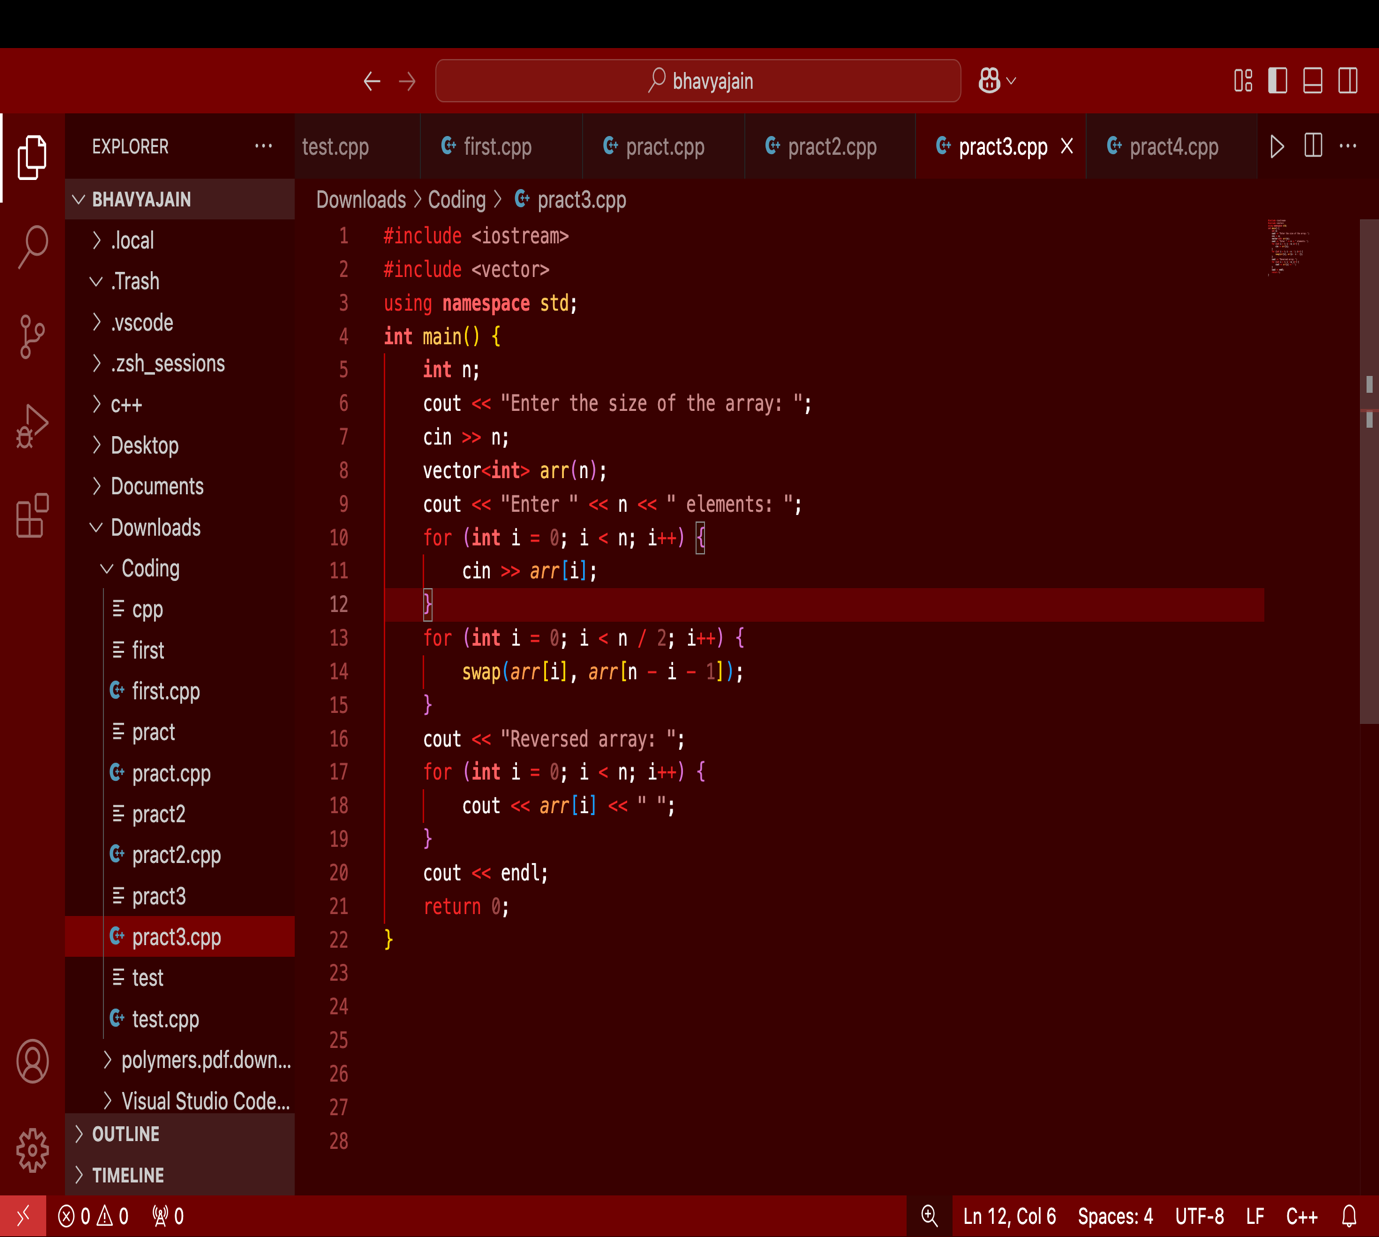 bhavyajain
EXPLORER
test.cpp
first.cpp
pract.cpp
pract2.cpp
pract3.cpp
pract4.cpp
BHAVYAJAIN
.local
.Trash
.vscode
.zsh_sessions
c++
Desktop
Documents
Downloads
Coding
cpp
first
first.cpp
pract
pract.cpp
pract2
pract2.cpp
pract3
pract3.cpp
test
test.cpp
polymers.pdf.down...
Visual Studio Code...
OUTLINE
TIMELINE
Downloads > Coding > pract3.cpp
1 #include <iostream>
2 #include <vector>
3 using namespace std;
4 int main() {
5     int n;
6     cout << "Enter the size of the array: ";
7     cin >> n;
8     vector<int> arr(n);
9     cout << "Enter " << n << " elements: ";
10     for (int i = 0; i < n; i++) {
11         cin >> arr[i];
12     }
13     for (int i = 0; i < n / 2; i++) {
14         swap(arr[i], arr[n - i - 1]);
15     }
16     cout << "Reversed array: ";
17     for (int i = 0; i < n; i++) {
18         cout << arr[i] << " ";
19     }
20     cout << endl;
21     return 0;
22 }
23
24
25
26
27
28
0 0 0 Ln 12, Col 6 Spaces: 4 UTF-8 LF C++